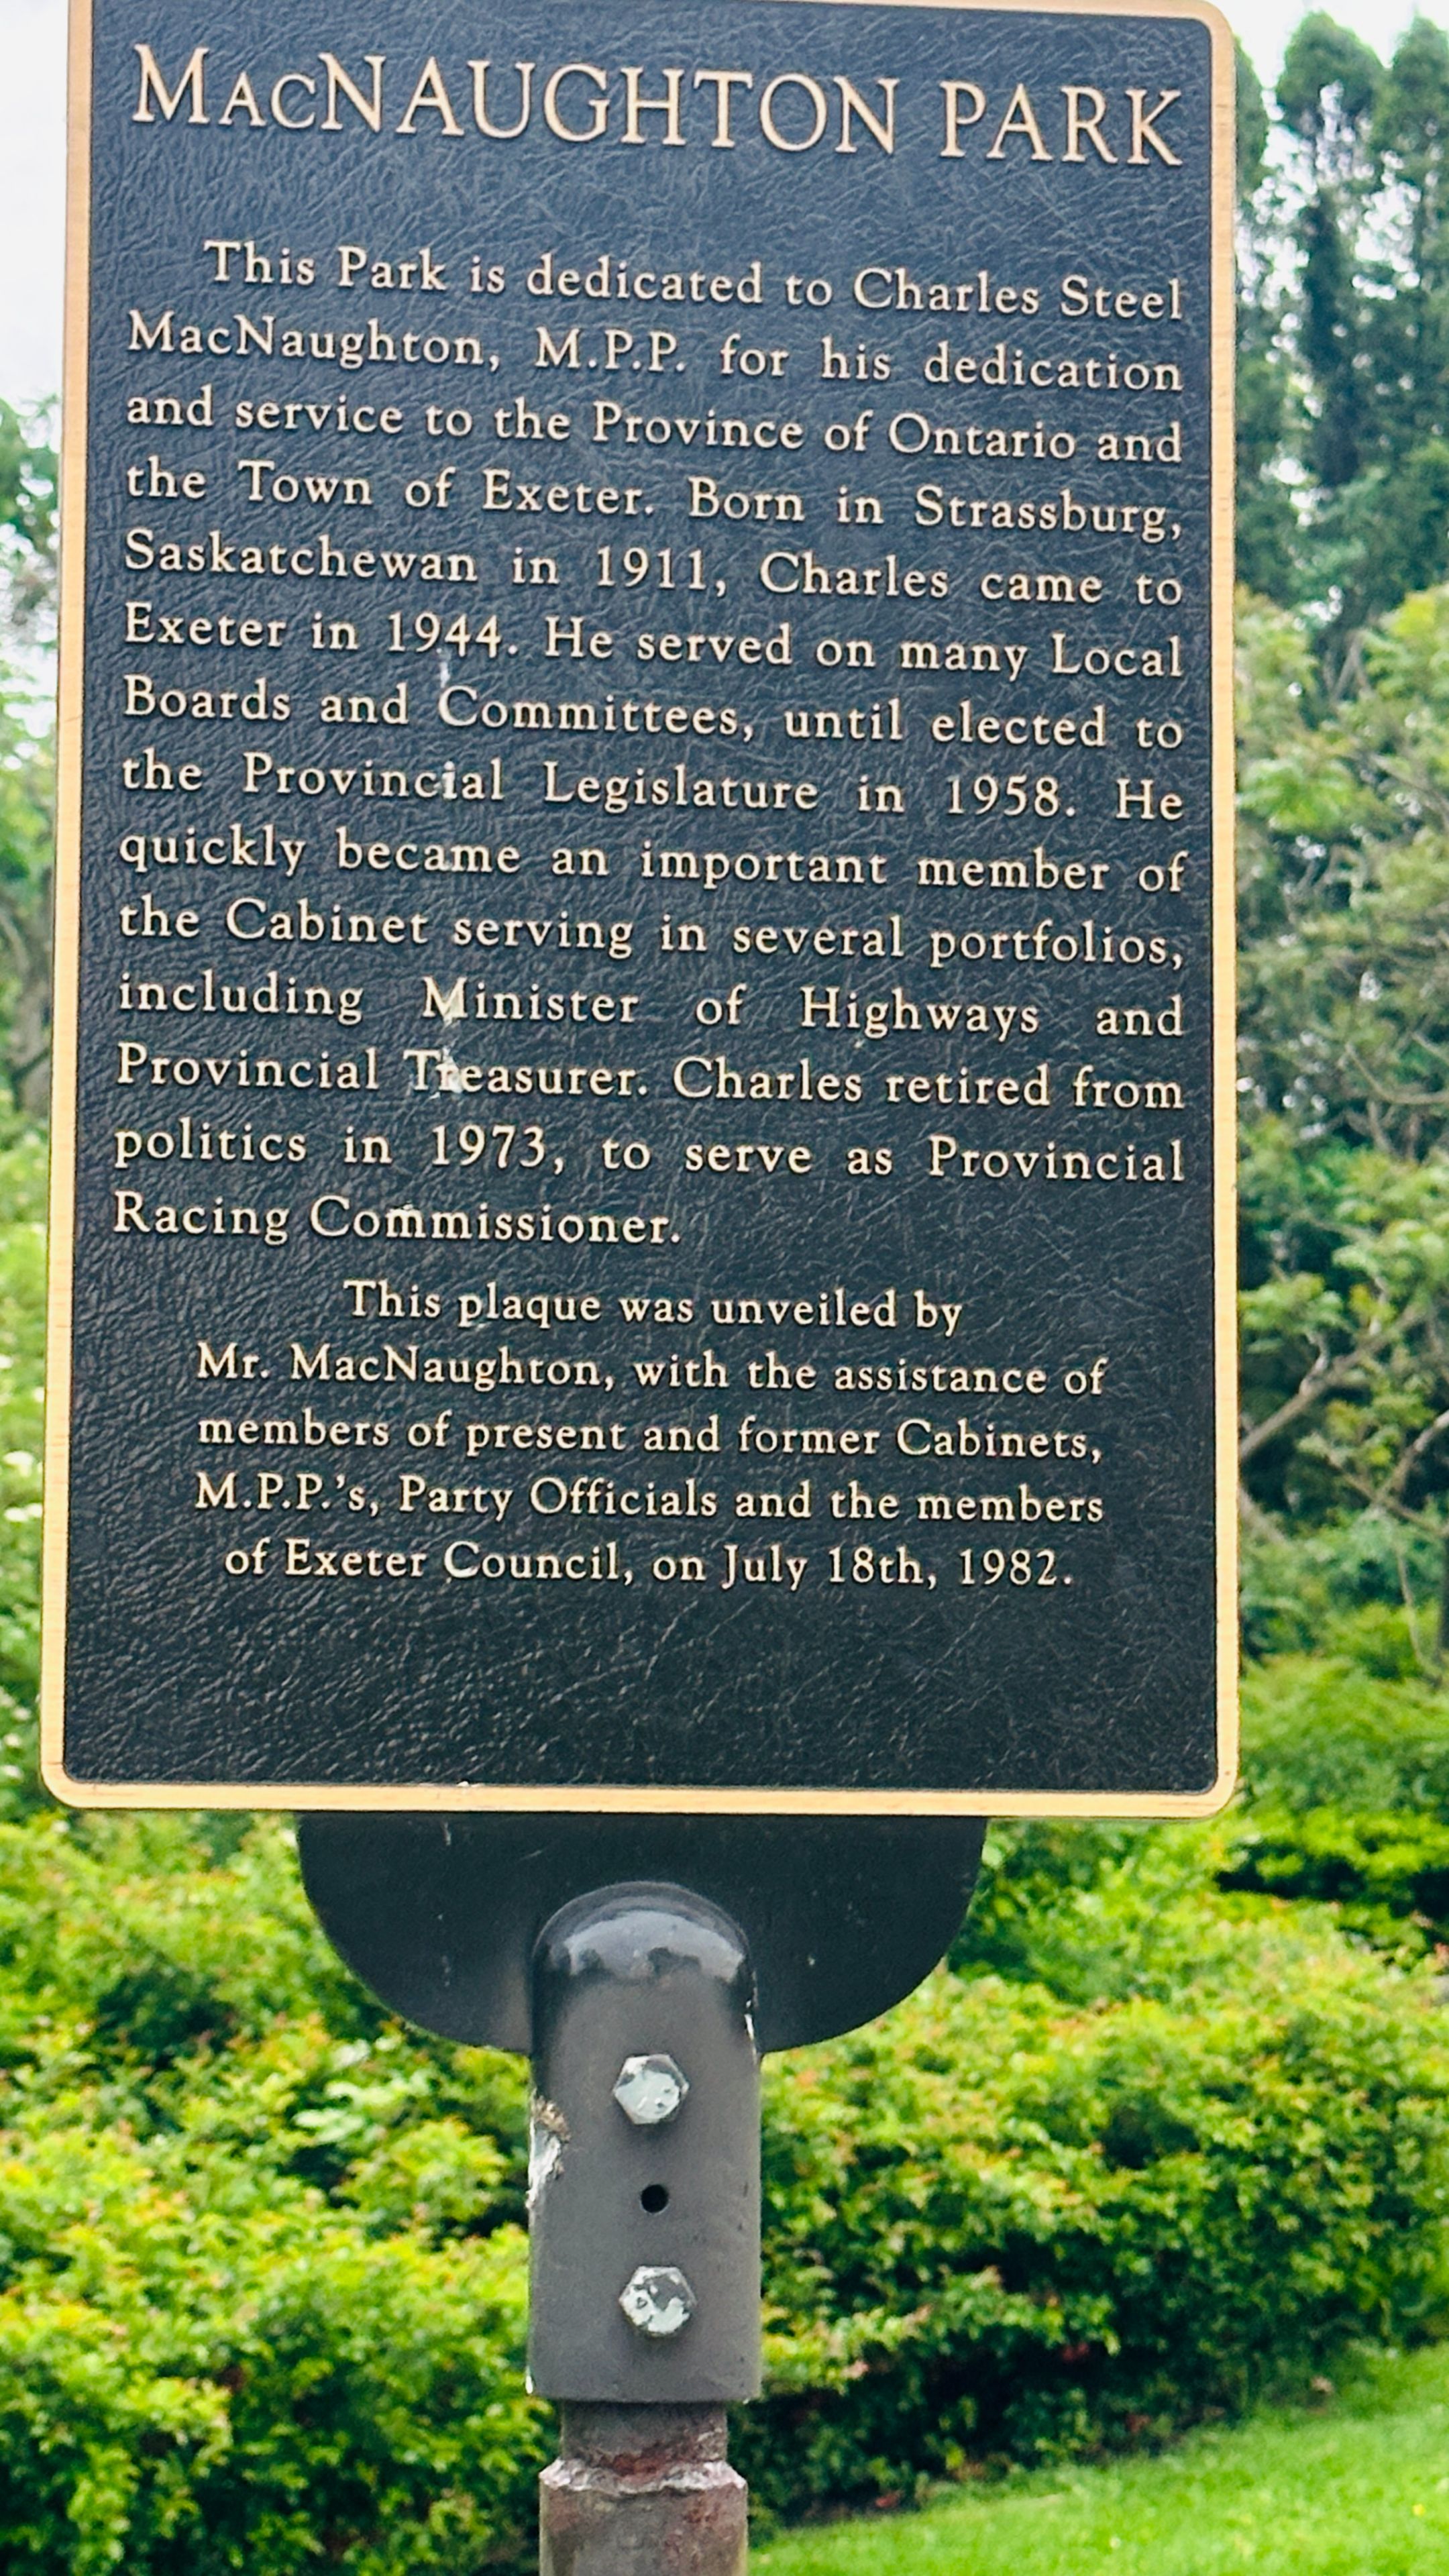 MacNAUGHTON PARK
This Park is dedicated to Charles Steel
MacNaughton, M.P.P. for his dedication
and service to the Province of Ontario and
the Town of Exeter. Born in Strassburg,
Saskatchewan in 1911, Charles came to
Exeter in 1944. He served on many Local
Boards and Committees, until elected to
the Provincial Legislature in 1958. He
quickly became an important member of
the Cabinet serving in several portfolios,
including Minister of Highways and
Provincial Treasurer. Charles retired from
politics in 1973, to serve as Provincial
Racing Commissioner.
This plaque was unveiled by
Mr. MacNaughton, with the assistance of
members of present and former Cabinets,
M.P.P.'s, Party Officials and the members
of Exeter Council, on July 18th, 1982.